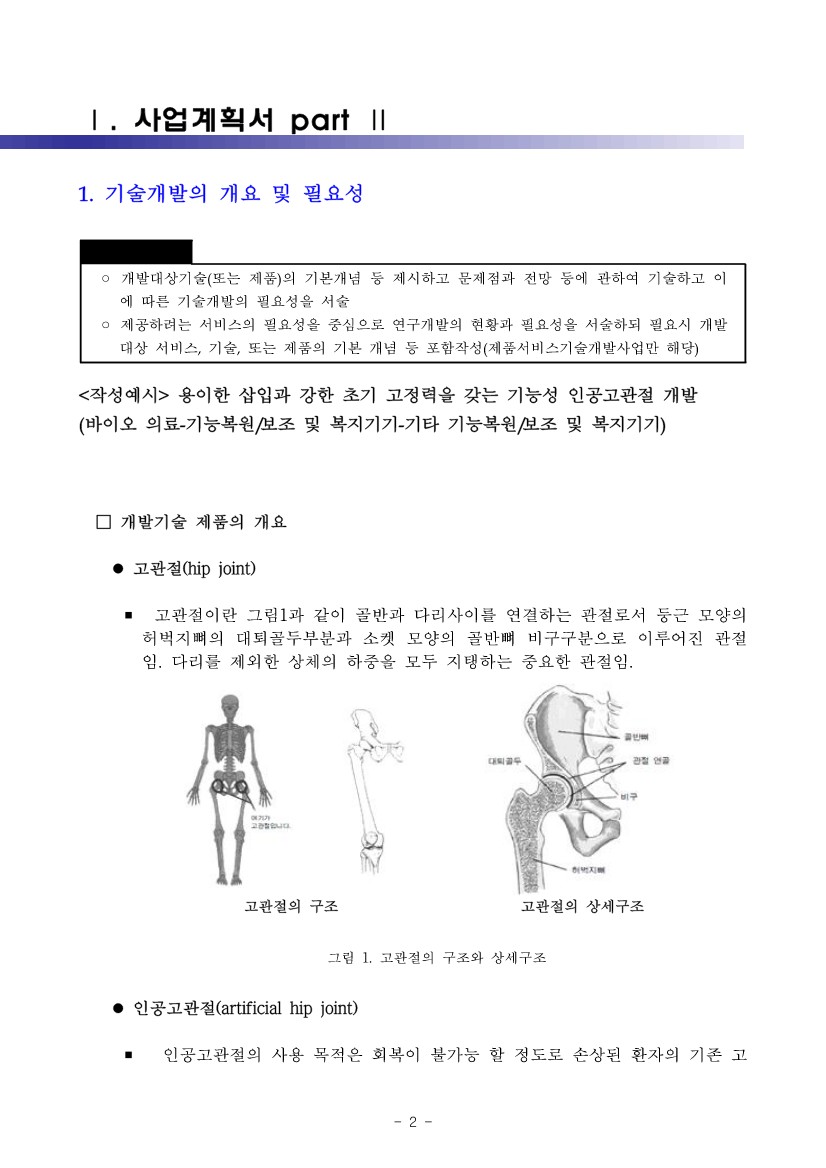 Ⅰ. 사업계획서 part Ⅱ
1. 기술개발의 개요 및 필요성
○ 개발대상기술(또는 제품)의 기본개념 등 제시하고 문제점과 전망 등에 관하여 기술하고 이
에 따른 기술개발의 필요성을 서술
○ 제공하려는 서비스의 필요성을 중심으로 연구개발의 현황과 필요성을 서술하되 필요시 개발
대상 서비스, 기술, 또는 제품의 기본 개념 등 포함작성(제품서비스기술개발사업만 해당)
<작성예시> 용이한 삽입과 강한 초기 고정력을 갖는 기능성 인공고관절 개발
(바이오 의료-기능복원/보조 및 복지기기-기타 기능복원/보조 및 복지기기)
□ 개발기술 제품의 개요
● 고관절(hip joint)
▪ 고관절이란 그림1과 같이 골반과 다리사이를 연결하는 관절로서 둥근 모양의
허벅지뼈의 대퇴골두부분과 소켓 모양의 골반뼈 비구구분으로 이루어진 관절
임. 다리를 제외한 상체의 하중을 모두 지탱하는 중요한 관절임.
여기가
고관절입니다.
골반뼈
대퇴골두
관절 연골
비구
허벅지뼈
고관절의 구조
고관절의 상세구조
그림 1. 고관절의 구조와 상세구조
● 인공고관절(artificial hip joint)
▪ 인공고관절의 사용 목적은 회복이 불가능 할 정도로 손상된 환자의 기존 고
- 2 -